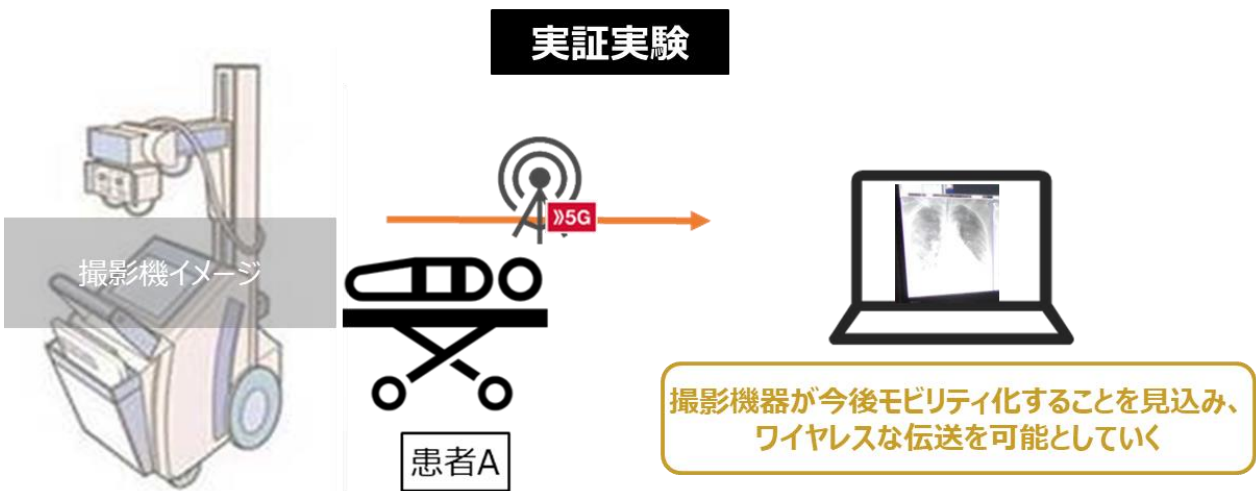 実証実験
撮影機イメージ
5G
患者A
撮影機器が今後モビリティ化することを見込み、
ワイヤレスな伝送を可能としていく